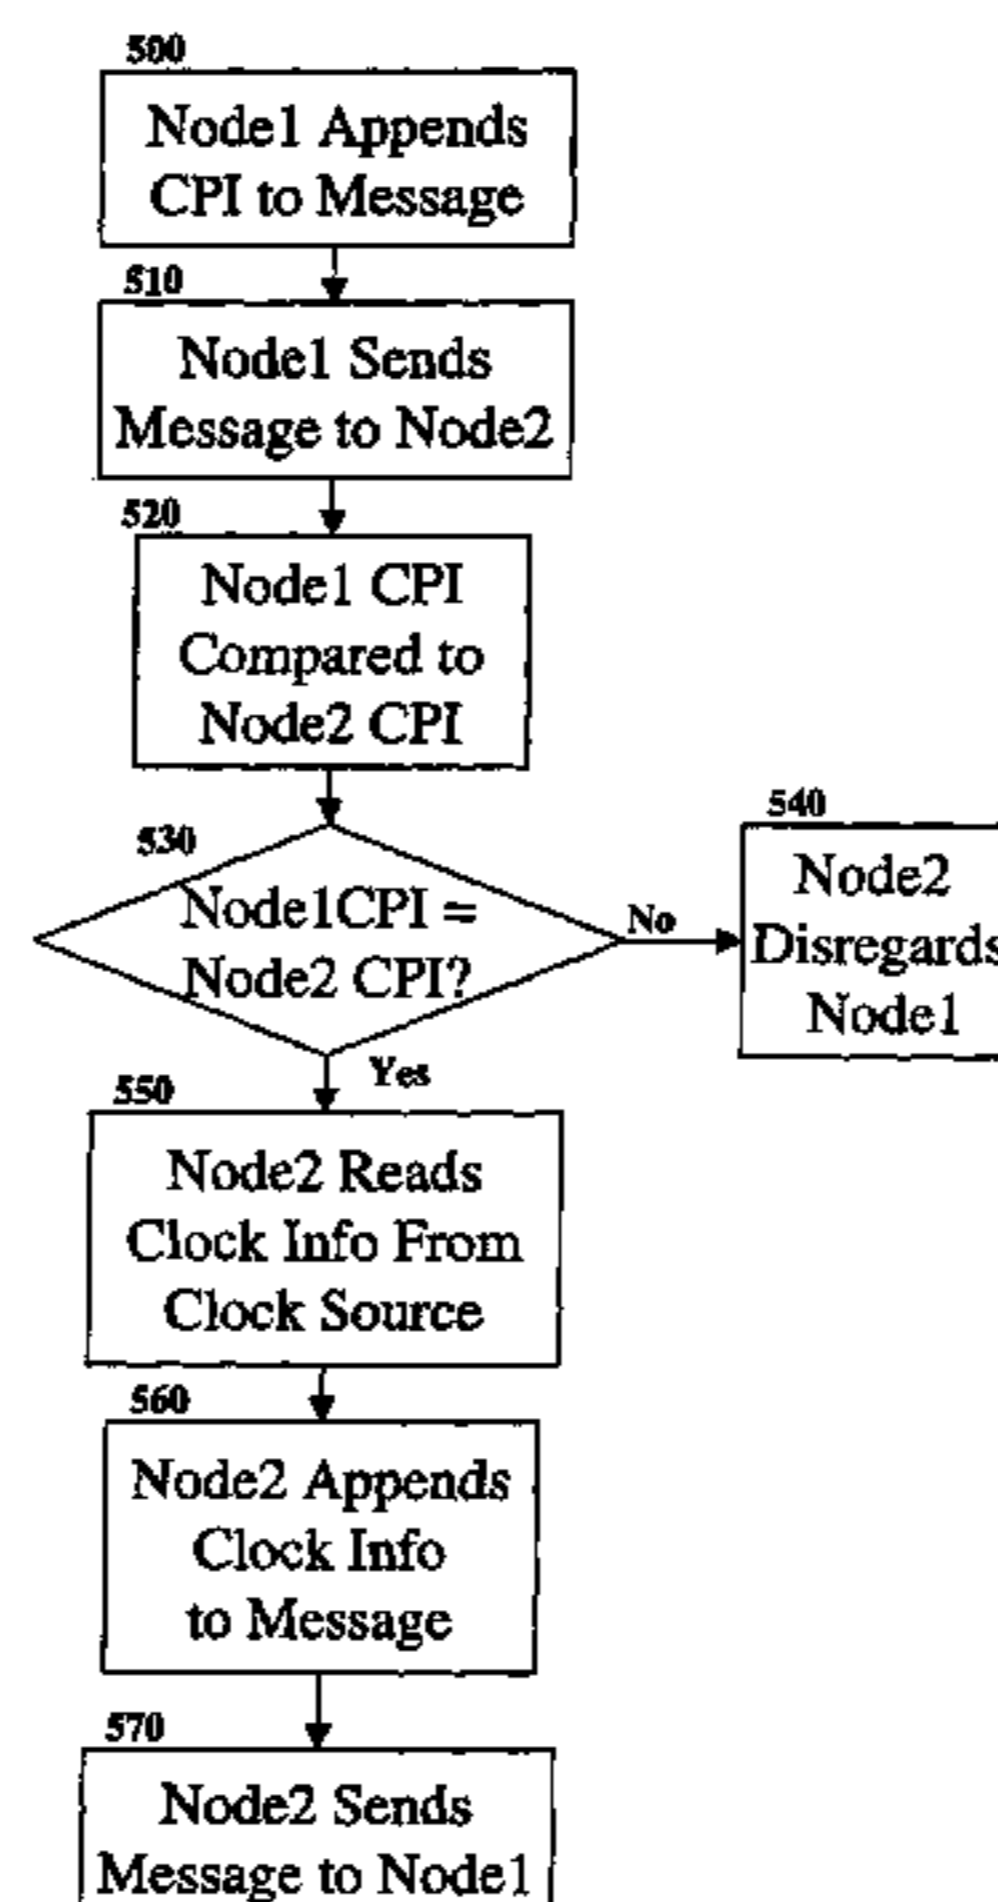 500
Node1 Appends
CPI to Message
510
Node1 Sends
Message to Node2
520
Node1 CPI
Compared to
Node2 CPI
530
Node1CPI =
Node2 CPI?
No
540
Node2
Disregards
Node1
Yes
550
Node2 Reads
Clock Info From
Clock Source
560
Node2 Appends
Clock Info
to Message
570
Node2 Sends
Message to Node1